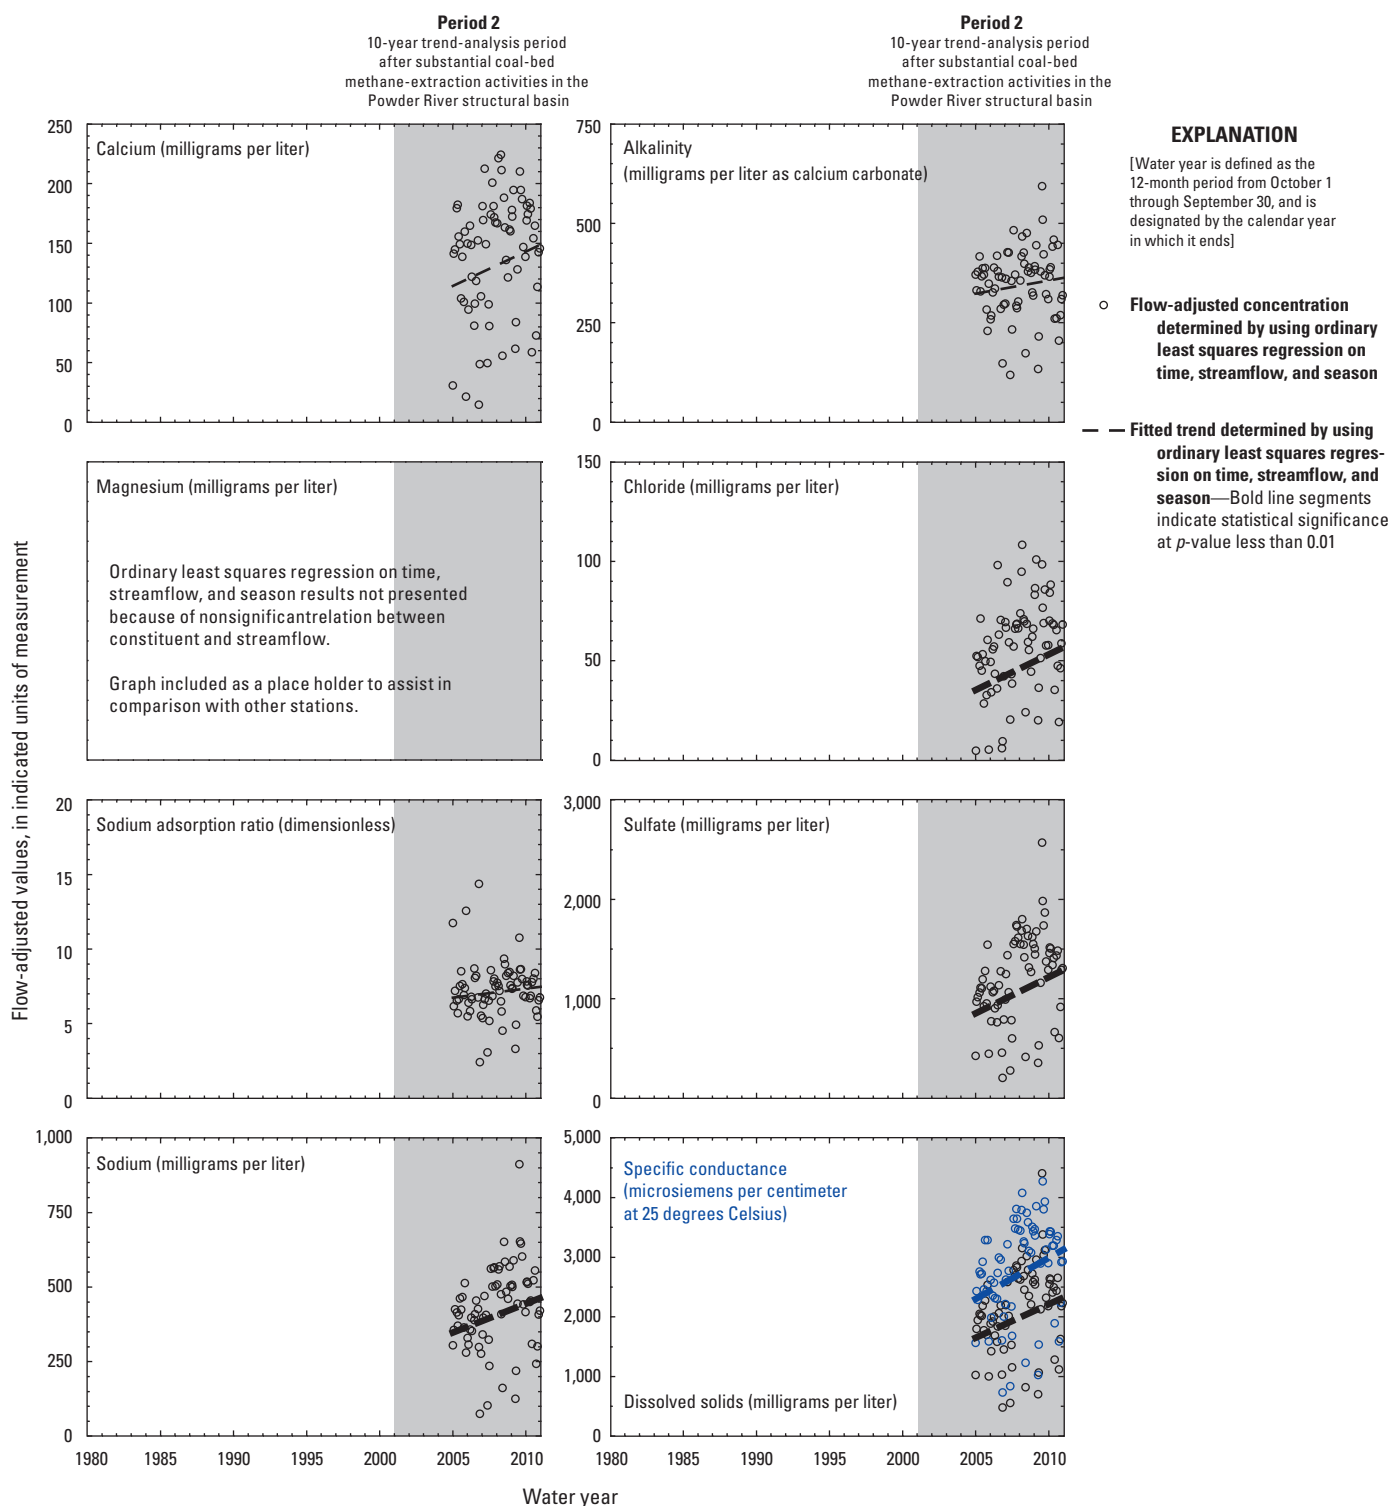 Period 2
10-year trend-analysis period
after substantial coal-bed
methane-extraction activities in the
Powder River structural basin
Period 2
10-year trend-analysis period
after substantial coal-bed
methane-extraction activities in the
Powder River structural basin
Flow-adjusted values, in indicated units of measurement
250
200
150
100
50
0
Calcium (milligrams per liter)
750
500
250
0
Alkalinity
(milligrams per liter as calcium carbonate)
Magnesium (milligrams per liter)
Ordinary least squares regression on time,
streamflow, and season results not presented
because of nonsignificantrelation between
constituent and streamflow.
Graph included as a place holder to assist in
comparison with other stations.
150
100
50
0
Chloride (milligrams per liter)
20
15
10
5
0
Sodium adsorption ratio (dimensionless)
3,000
2,000
1,000
0
Sulfate (milligrams per liter)
1,000
750
500
250
0
Sodium (milligrams per liter)
1980 1985 1990 1995 2000 2005 2010
5,000
4,000
3,000
2,000
1,000
0
Specific conductance
(microsiemens per centimeter
at 25 degrees Celsius)
Dissolved solids (milligrams per liter)
1980 1985 1990 1995 2000 2005 2010
Water year
EXPLANATION
[Water year is defined as the
12-month period from October 1
through September 30, and is
designated by the calendar year
in which it ends]
Flow-adjusted concentration
determined by using ordinary
least squares regression on
time, streamflow, and season
Fitted trend determined by using
ordinary least squares regres-
sion on time, streamflow, and
season—Bold line segments
indicate statistical significance
at p-value less than 0.01